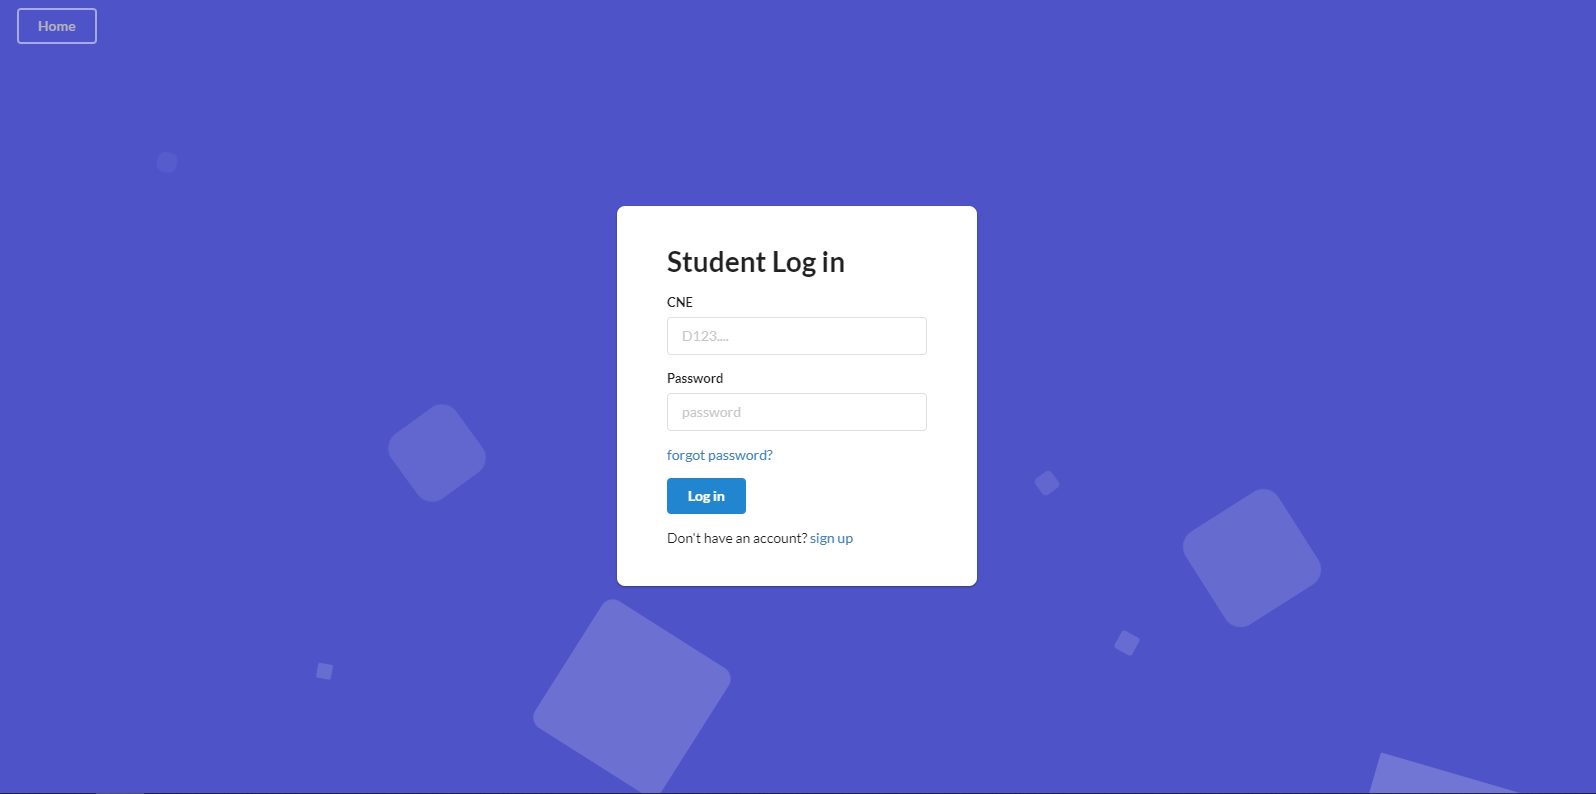 Home
Student Log in
CNE
D123....
Password
password
forgot password?
Log in
Don't have an account? sign up